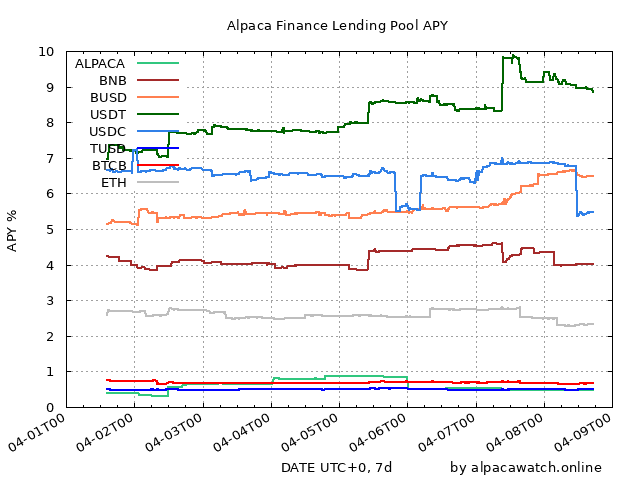 Alpaca Finance Lending Pool APY
10
9
8
7
6
5
4
3
2
1
0
APY %
ALPACA
BNB
BUSD
USDT
USDC
TUSD
BTCB
ETH
04-01T00
04-02T00
04-03T00
04-04T00
04-05T00
04-06T00
04-07T00
04-08T00
04-09T00
DATE UTC+0, 7d
by alpacawatch.online